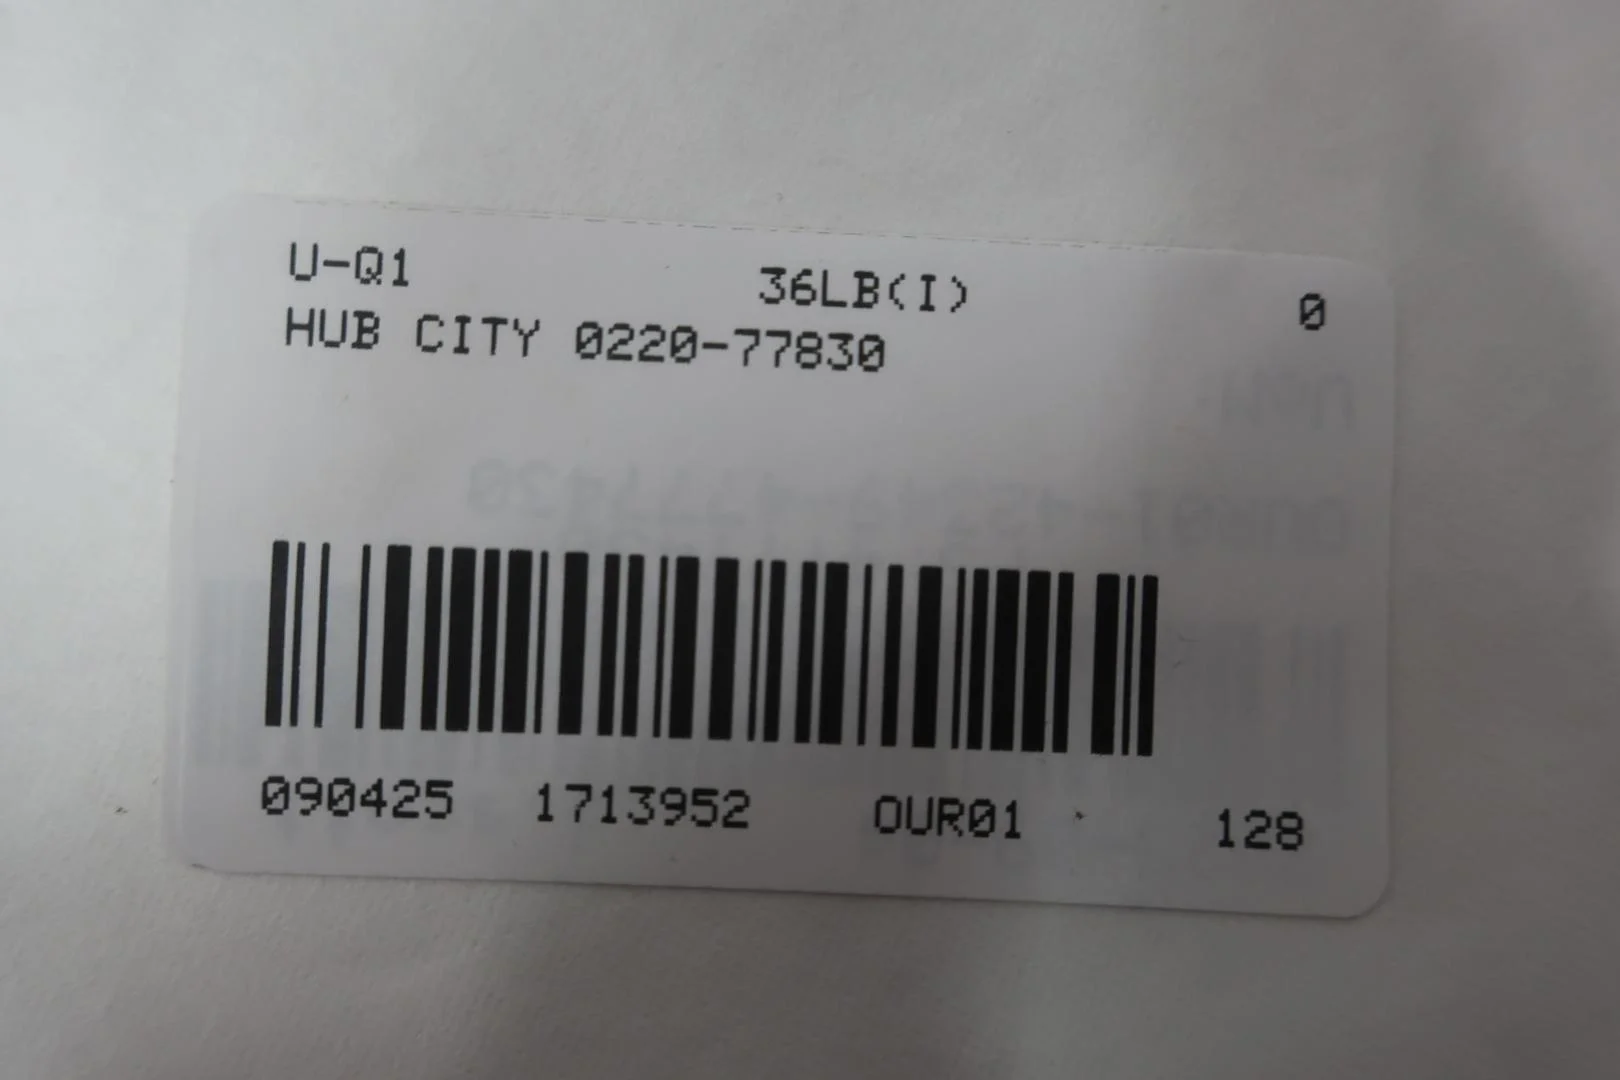 U-Q1 36LB(I) 0
HUB CITY 0220-77830
090425 1713952 OUR01 128